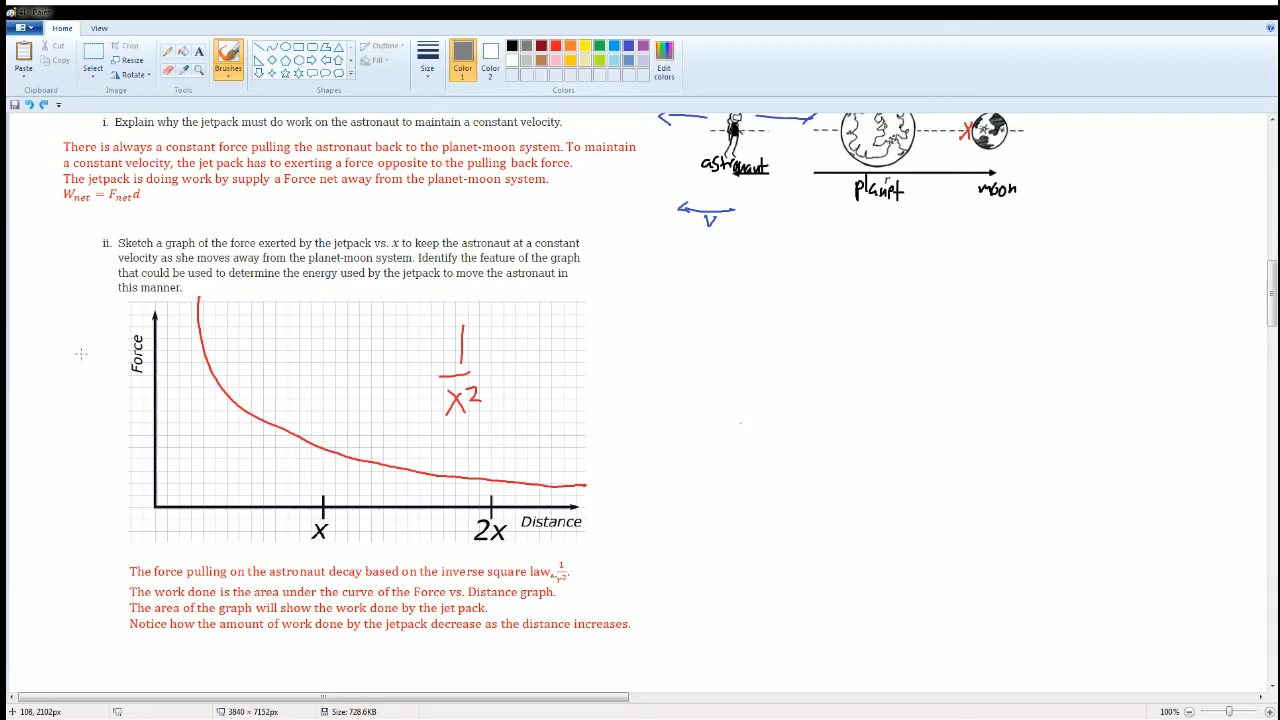 Home
View
Cut
Copy
Paste
Clipboard
Crop
Resize
Rotate
Select
Image
Tools
Brushes
Outline
Fill
Shapes
Size
Color
1
Color
2
Edit
colors
Colors
i. Explain why the jetpack must do work on the astronaut to maintain a constant velocity.
There is always a constant force pulling the astronaut back to the planet-moon system. To maintain
a constant velocity, the jet pack has to exerting a force opposite to the pulling back force.
The jetpack is doing work by supply a Force net away from the planet-moon system.
W_net = F_net d
astronaut
planet
r
moon
X
V
ii. Sketch a graph of the force exerted by the jetpack vs. x to keep the astronaut at a constant
velocity as she moves away from the planet-moon system. Identify the feature of the graph
that could be used to determine the energy used by the jetpack to move the astronaut in
this manner.
Force
1
x²
x
2x
Distance
The force pulling on the astronaut decay based on the inverse square law,
The work done is the area under the curve of the Force vs. Distance graph.
The area of the graph will show the work done by the jet pack.
Notice how the amount of work done by the jetpack decrease as the distance increases.
108, 2102px
3840 × 7152px
Size: 728.6KB
100%